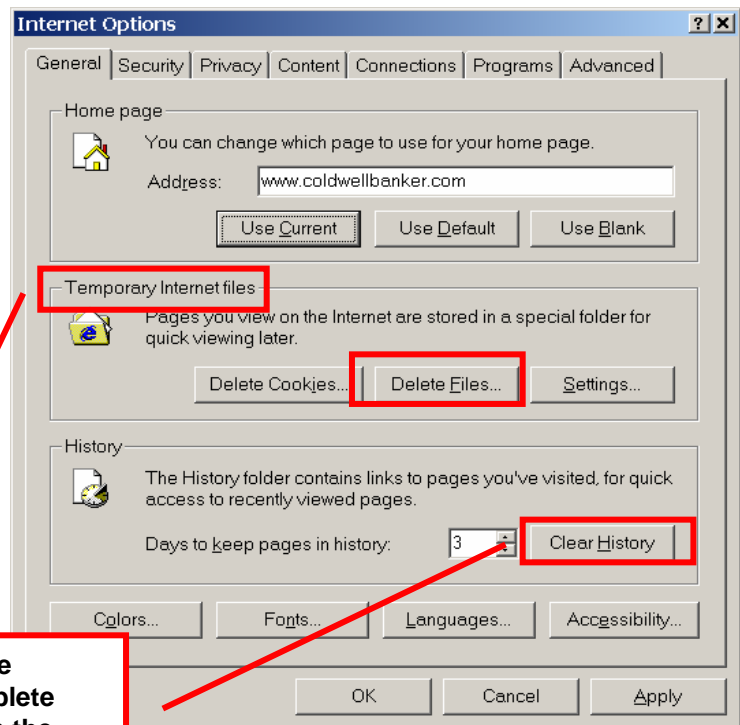 Internet Options
General Security Privacy Content Connections Programs Advanced
Home page
You can change which page to use for your home page.
Address: www.coldwellbanker.com
Use Current Use Default Use Blank
Temporary Internet files
Pages you view on the Internet are stored in a special folder for
quick viewing later.
Delete Cookies... Delete Files... Settings...
History
The History folder contains links to pages you've visited, for quick
access to recently viewed pages.
Days to keep pages in history: 3 Clear History
Colors... Fonts... Languages... Accessibility...
OK Cancel Apply